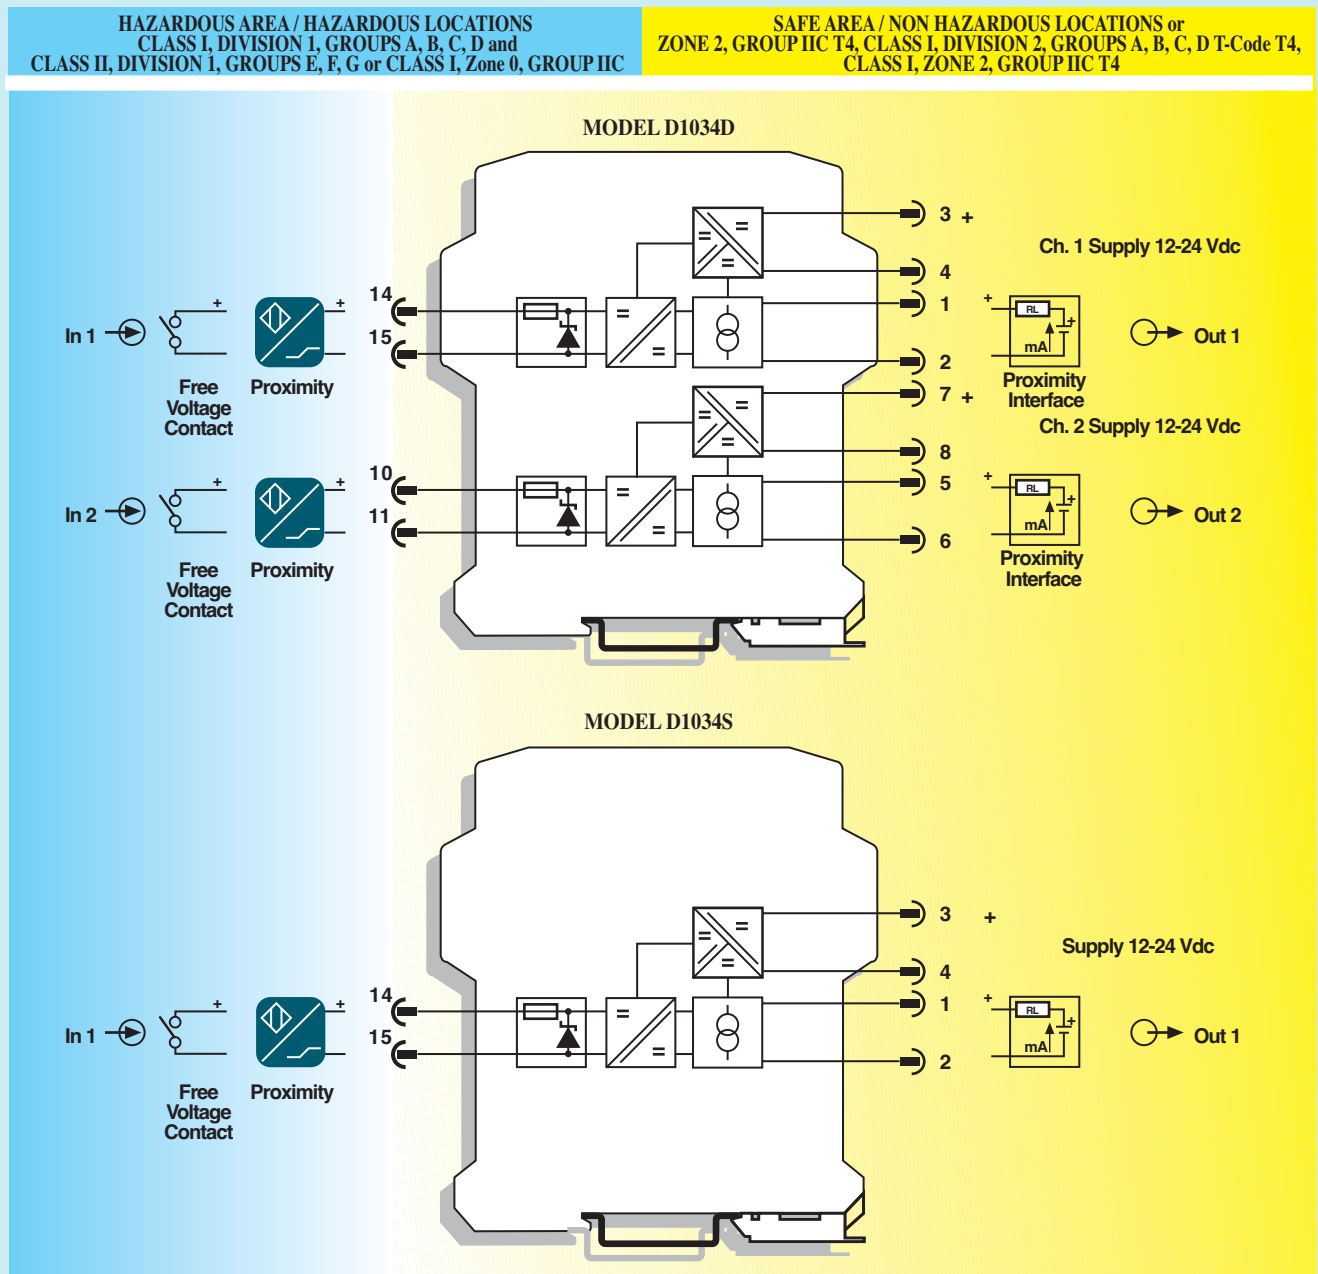 HAZARDOUS AREA / HAZARDOUS LOCATIONS
CLASS I, DIVISION 1, GROUPS A, B, C, D and
CLASS II, DIVISION 1, GROUPS E, F, G or CLASS I, Zone 0, GROUP IIC
SAFE AREA / NON HAZARDOUS LOCATIONS or
ZONE 2, GROUP IIC T4, CLASS I, DIVISION 2, GROUPS A, B, C, D T-Code T4,
CLASS I, ZONE 2, GROUP IIC T4
MODEL D1034D
3 +
Ch. 1 Supply 12-24 Vdc
4
14
1
+
+
+
RL
+
In 1
15
mA
Out 1
2
Free
Voltage
Contact
Proximity
Proximity
Interface
7 +
Ch. 2 Supply 12-24 Vdc
8
10
5
+
+
+
RL
+
In 2
11
mA
Out 2
6
Free
Voltage
Contact
Proximity
Proximity
Interface
MODEL D1034S
3 +
Supply 12-24 Vdc
4
14
1
+
+
+
RL
+
In 1
15
mA
Out 1
2
Free
Voltage
Contact
Proximity